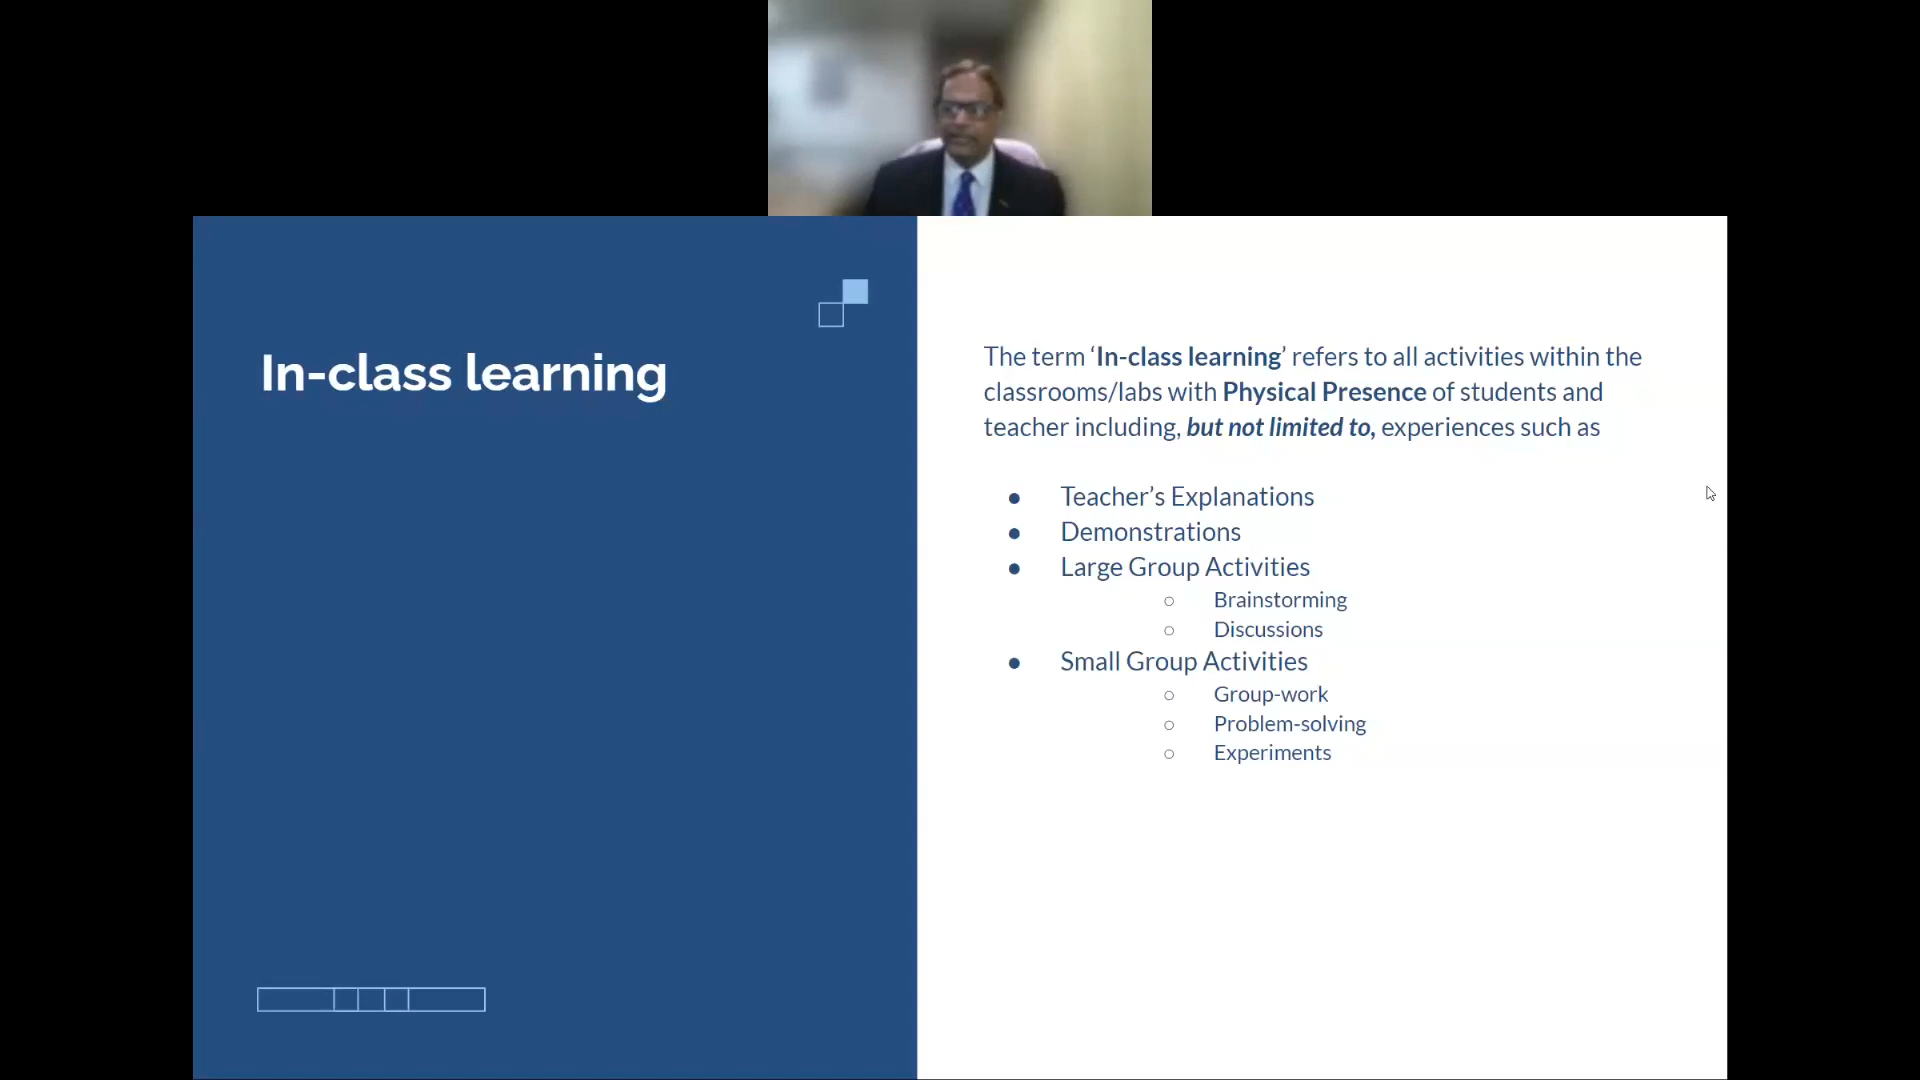 In-class learning
The term ‘In-class learning’ refers to all activities within the
classrooms/labs with Physical Presence of students and
teacher including, but not limited to, experiences such as
● Teacher’s Explanations
● Demonstrations
● Large Group Activities
○ Brainstorming
○ Discussions
● Small Group Activities
○ Group-work
○ Problem-solving
○ Experiments